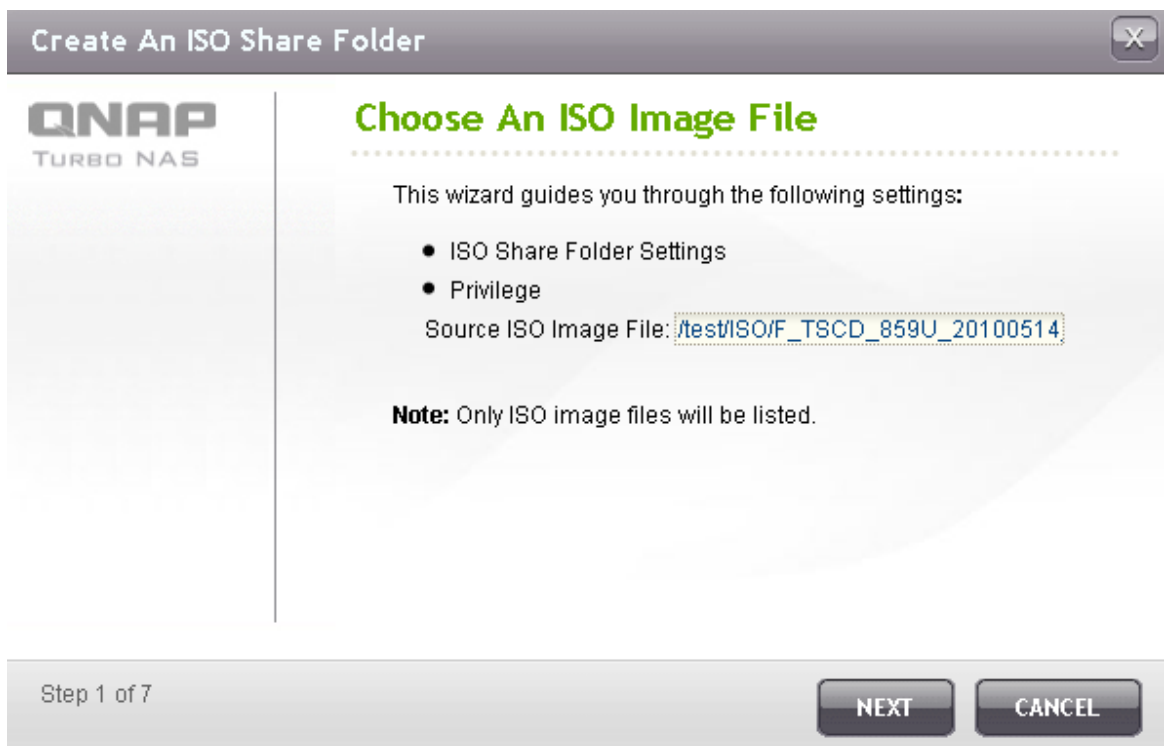 Create An ISO Share Folder
X
QNAP
TURBO NAS
Choose An ISO Image File
This wizard guides you through the following settings:
• ISO Share Folder Settings
• Privilege
Source ISO Image File: /test/ISO/F_TSCD_859U_20100514
Note: Only ISO image files will be listed.
Step 1 of 7
NEXT
CANCEL